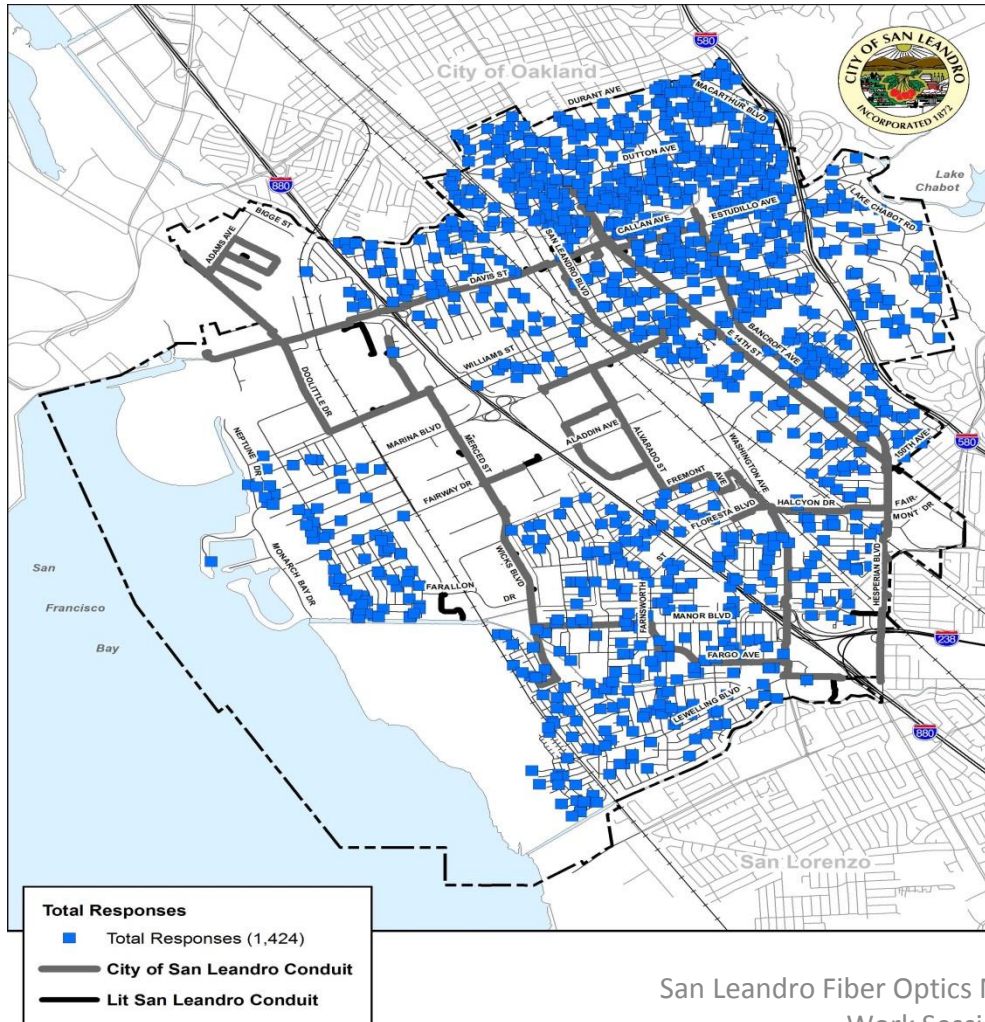 580
City of Oakland
CITY OF SAN LEANDRO
INCORPORATED 1872
DURANT AVE
MACARTHUR BLVD
DUTTON AVE
Lake
Chabot
880
LAKE CHABOT RD
BIGGE ST
ADAMS AVE
ESTUDILLO AVE
CALLAN AVE
SAN LEANDRO BLVD
DAVIS ST
BANCROFT AVE
E 14TH ST
WILLIAMS ST
DOOLITTLE DR
MARINA BLVD
ALADDIN AVE
ALVARADO ST
MERCED ST
NEPTUNE DR
WASHINGTON AVE
150TH AVE
580
FAIRWAY DR
FREMONT AVE
HALCYON DR
FAIR-
MONT DR
FLORESTA BLVD
WICKS BLVD
ST
HESPERIAN BLVD
MONARCH BAY DR
San
Francisco
Bay
FARALLON
DR
FARNSWORTH
MANOR BLVD
238
FARGO AVE
LEWELLING BLVD
880
San Lorenzo
Total Responses
Total Responses (1,424)
City of San Leandro Conduit
Lit San Leandro Conduit
San Leandro Fiber Optics